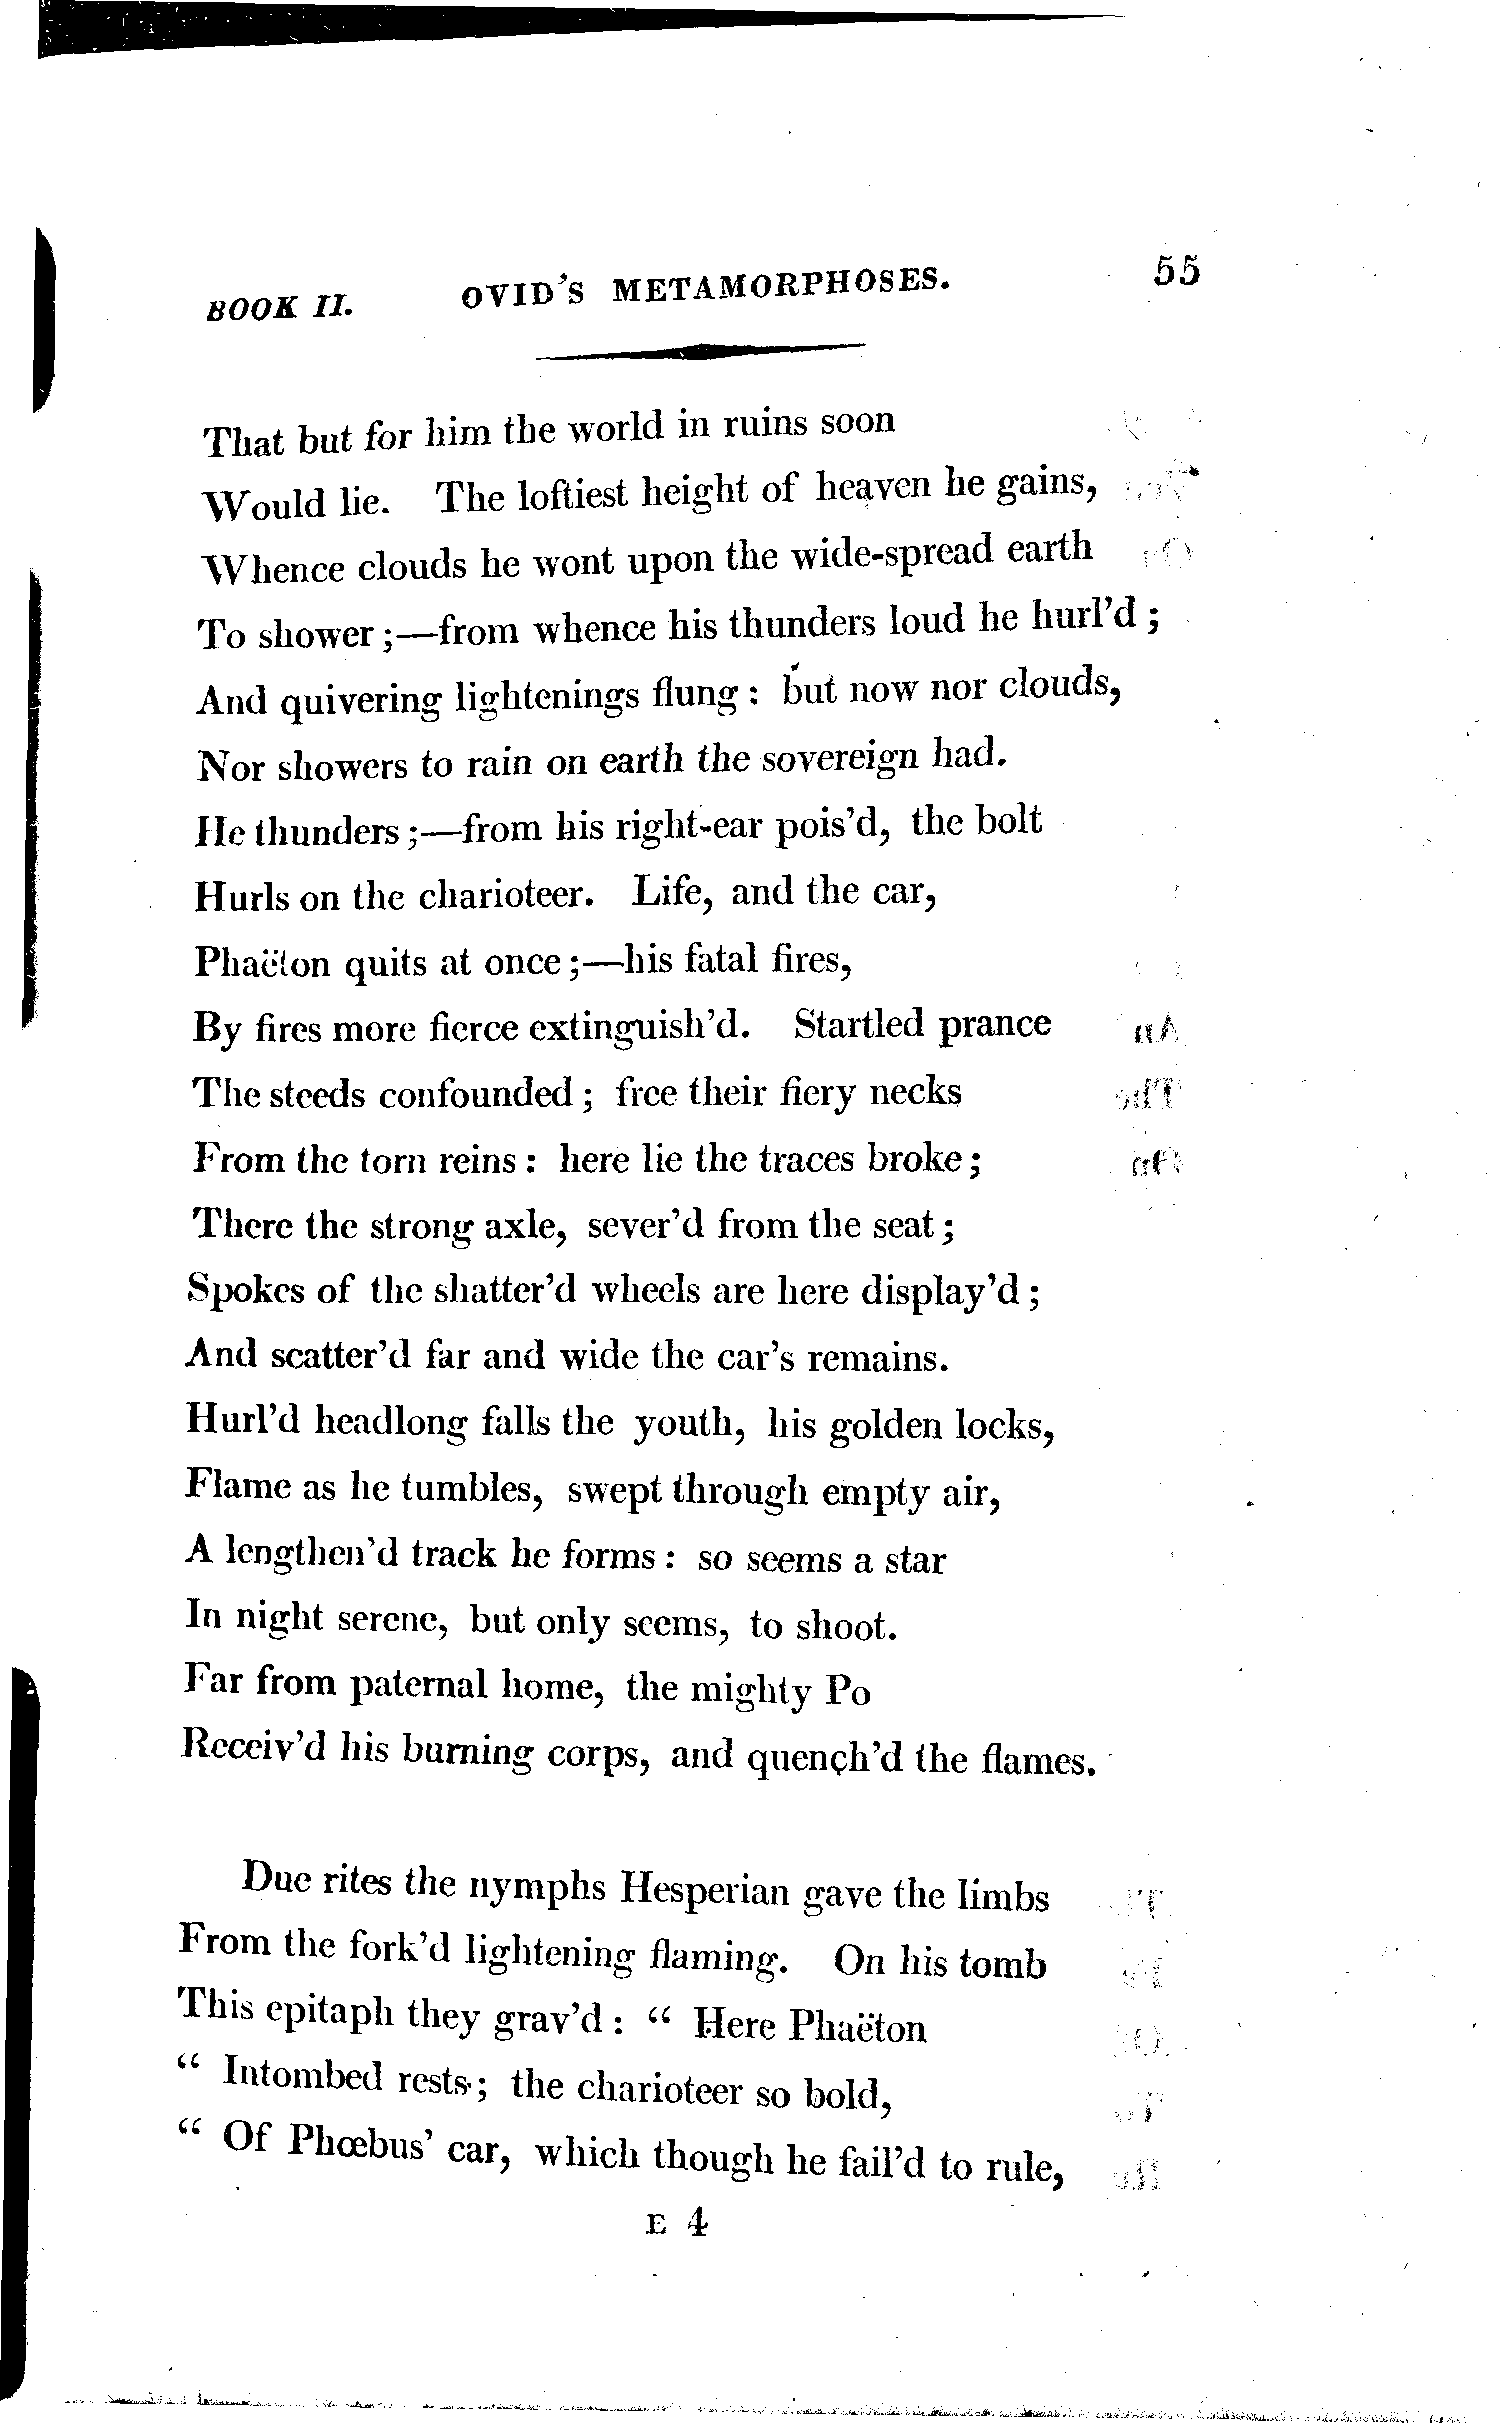 BOOK II. OVID'S METAMORPHOSES. 55
That but for him the world in ruins soon
Would lie. The loftiest height of heaven he gains,
Whence clouds he wont upon the wide-spread earth
To shower;—from whence his thunders loud he hurl'd;
And quivering lightenings flung: but now nor clouds,
Nor showers to rain on earth the sovereign had.
He thunders;—from his right-ear pois'd, the bolt
Hurls on the charioteer. Life, and the car,
Phaëton quits at once;—his fatal fires,
By fires more fierce extinguish'd. Startled prance
The steeds confounded; free their fiery necks
From the torn reins: here lie the traces broke;
There the strong axle, sever'd from the seat;
Spokes of the shatter'd wheels are here display'd;
And scatter'd far and wide the car's remains.
Hurl'd headlong falls the youth, his golden locks,
Flame as he tumbles, swept through empty air,
A lengthen'd track he forms: so seems a star
In night serene, but only seems, to shoot.
Far from paternal home, the mighty Po
Receiv'd his burning corps, and quench'd the flames.
Due rites the nymphs Hesperian gave the limbs
From the fork'd lightening flaming. On his tomb
This epitaph they grav'd: “ Here Phaëton
“ Intombed rests; the charioteer so bold,
“ Of Phœbus' car, which though he fail'd to rule,
E 4